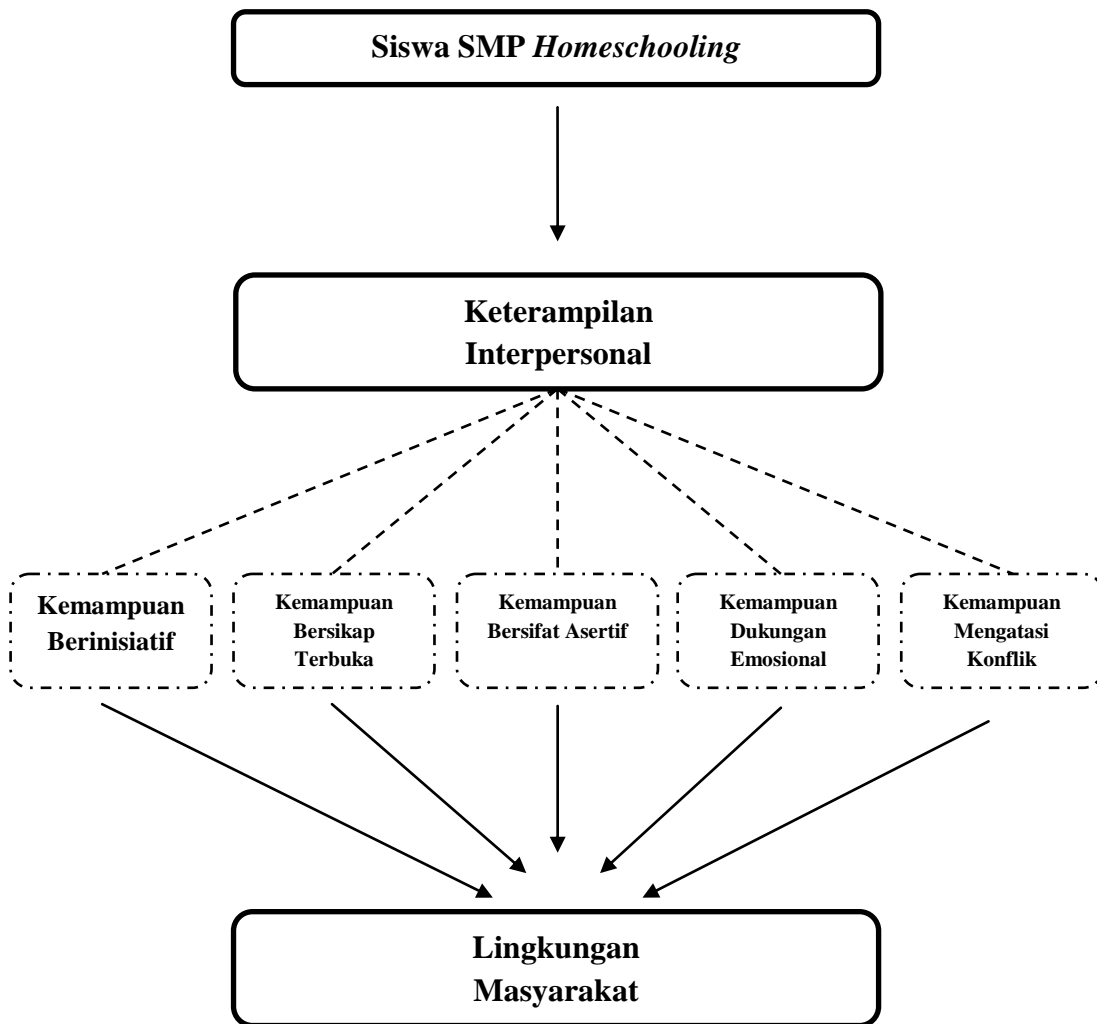 Siswa SMP Homeschooling
Keterampilan
Interpersonal
Kemampuan
Berinisiatif
Kemampuan
Bersikap
Terbuka
Kemampuan
Bersifat Asertif
Kemampuan
Dukungan
Emosional
Kemampuan
Mengatasi
Konflik
Lingkungan
Masyarakat